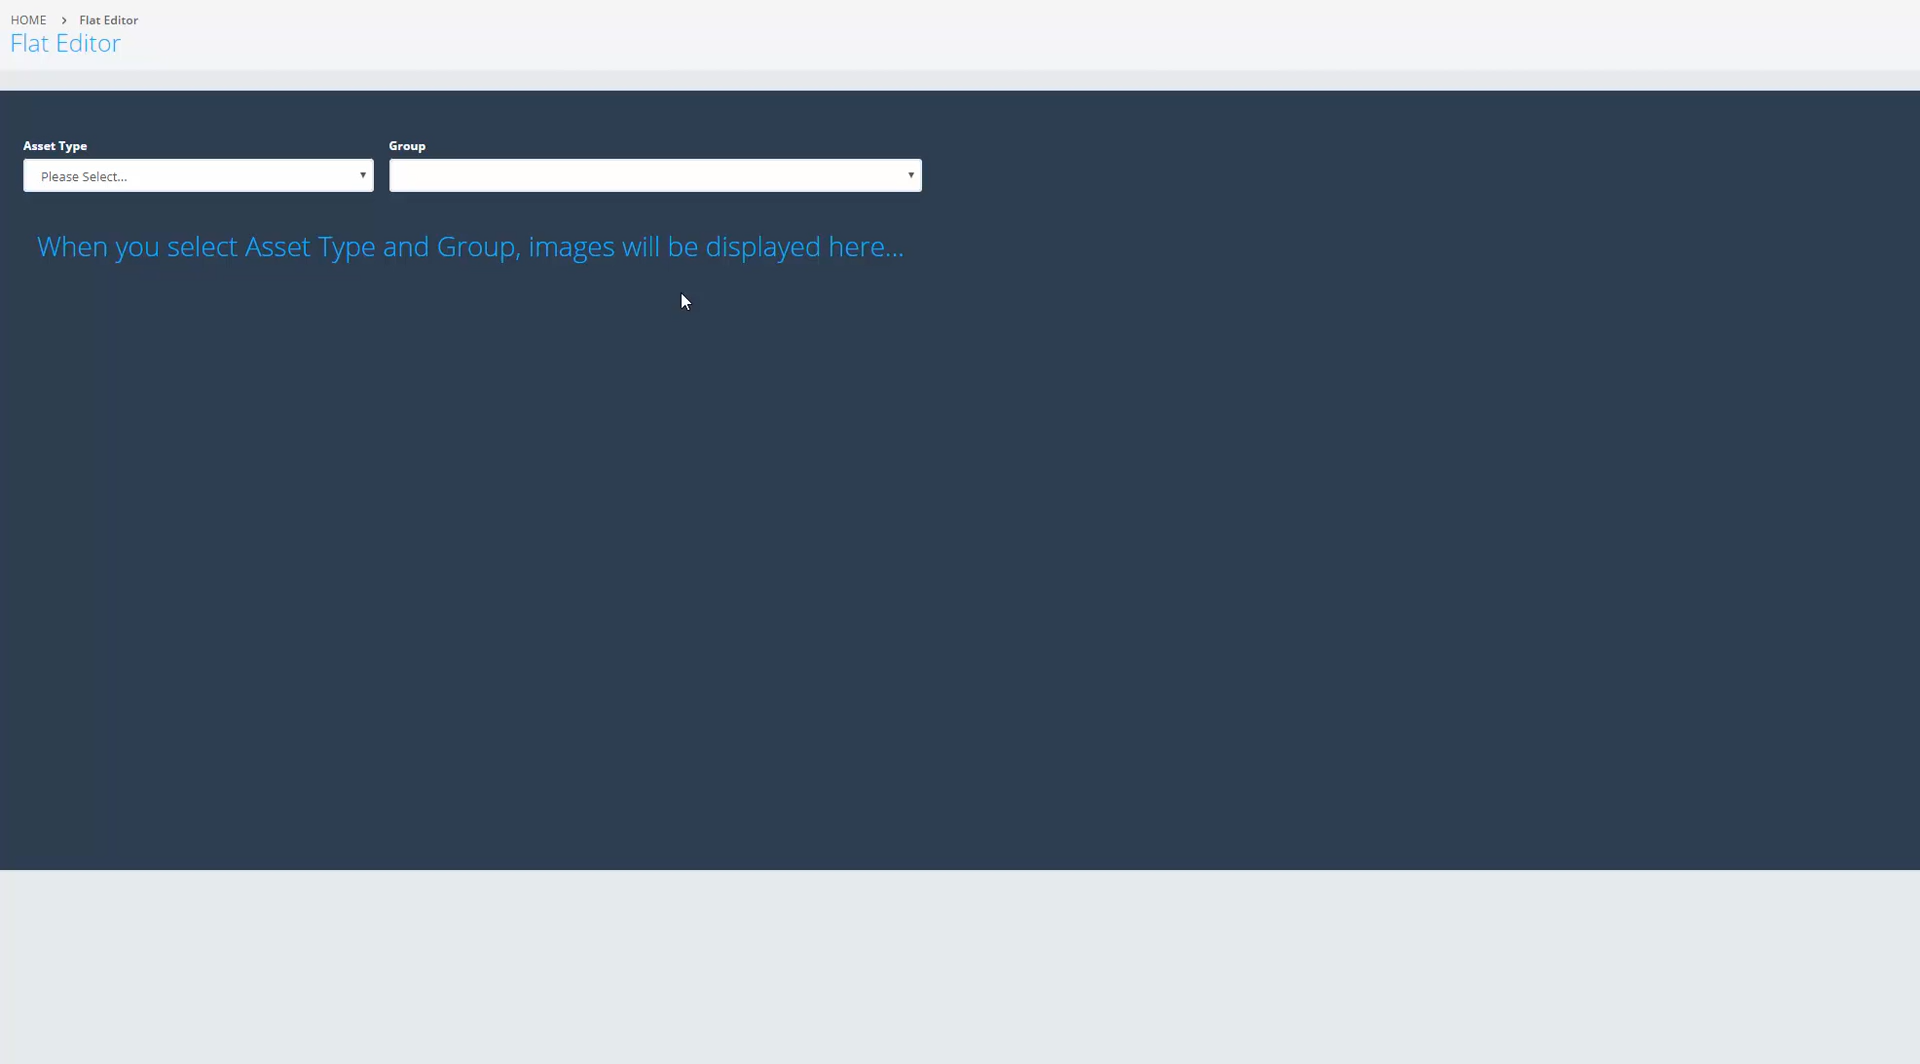 HOME > Flat Editor
Flat Editor
Asset Type
Group
Please Select...
When you select Asset Type and Group, images will be displayed here...